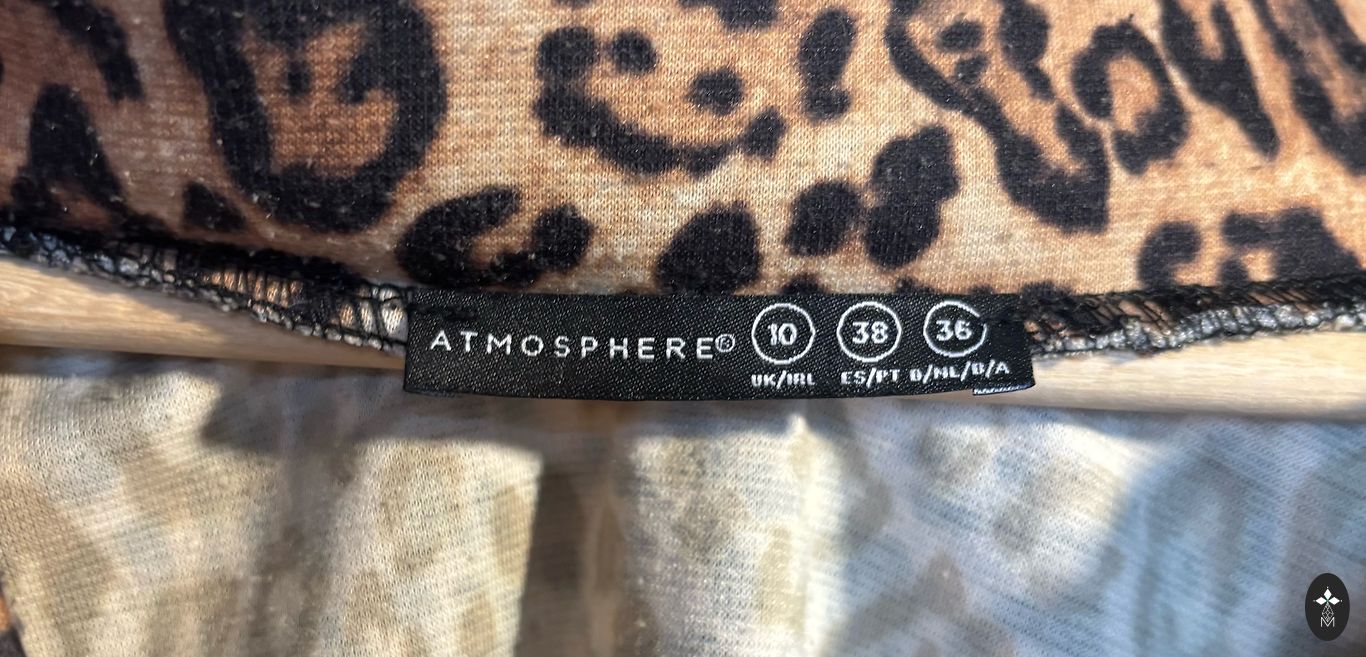 ATMOSPHERE® 10 38 36
UK/IRL ES/PT D/NL/B/A
M